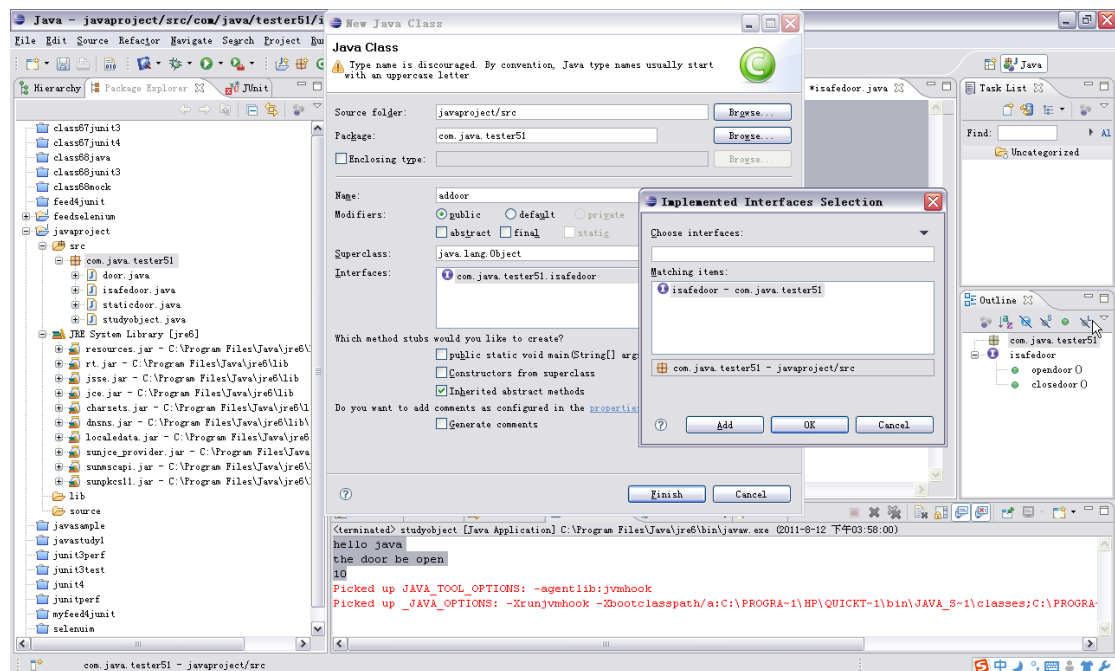 Java - javaproject/src/com/java/tester51/i
File Edit Source Refactor Navigate Search Project Ru
Hierarchy Package Explorer JUnit
class67junit3
class67junit4
class68java
class68junit3
class68mock
feed4junit
feedselenium
javaproject
src
com.java.tester51
door.java
isafedoor.java
staticdoor.java
studyobject.java
JRE System Library [jre6]
resources.jar - C:\Program Files\Java\jre6\lib
rt.jar - C:\Program Files\Java\jre6\lib
jsse.jar - C:\Program Files\Java\jre6\lib
jce.jar - C:\Program Files\Java\jre6\lib
charsets.jar - C:\Program Files\Java\jre6\l
dnsns.jar - C:\Program Files\Java\jre6\lib\
localedata.jar - C:\Program Files\Java\jre6
sunjce_provider.jar - C:\Program Files\Java
sunmscapi.jar - C:\Program Files\Java\jre6\
sunpkcs11.jar - C:\Program Files\Java\jre6\
lib
source
javasample
javastudy1
junit3perf
junit3test
junit4
junitperf
myfeed4junit
selenuim
New Java Class
Java Class
Type name is discouraged. By convention, Java type names usually start
with an uppercase letter
Source folder: javaproject/src Browse...
Package: com.java.tester51 Browse...
Enclosing type: Browse...
Name: addoor
Modifiers: public default private
abstract final static
Superclass: java.lang.Object
Interfaces: com.java.tester51.isafedoor
Which method stubs would you like to create?
public static void main(String[] arg
Constructors from superclass
Inherited abstract methods
Do you want to add comments as configured in the propertie
Generate comments
Finish Cancel
Implemented Interfaces Selection
Choose interfaces:
Matching items:
isafedoor - com.java.tester51
com.java.tester51 - javaproject/src
Add OK Cancel
Java
*isafedoor.java
Task List
Find: Al
Uncategorized
Outline
com.java.tester51
isafedoor
opendoor()
closedoor()
<terminated> studyobject [Java Application] C:\Program Files\Java\jre6\bin\javaw.exe (2011-8-12 下午03:58:00)
hello java
the door be open
10
Picked up JAVA_TOOL_OPTIONS: -agentlib:jvmhook
Picked up _JAVA_OPTIONS: -Xrunjvmhook -Xbootclasspath/a:C:\PROGRA~1\HP\QUICKT~1\bin\JAVA_S~1\classes;C:\PROGRA~
com.java.tester51 - javaproject/src
中